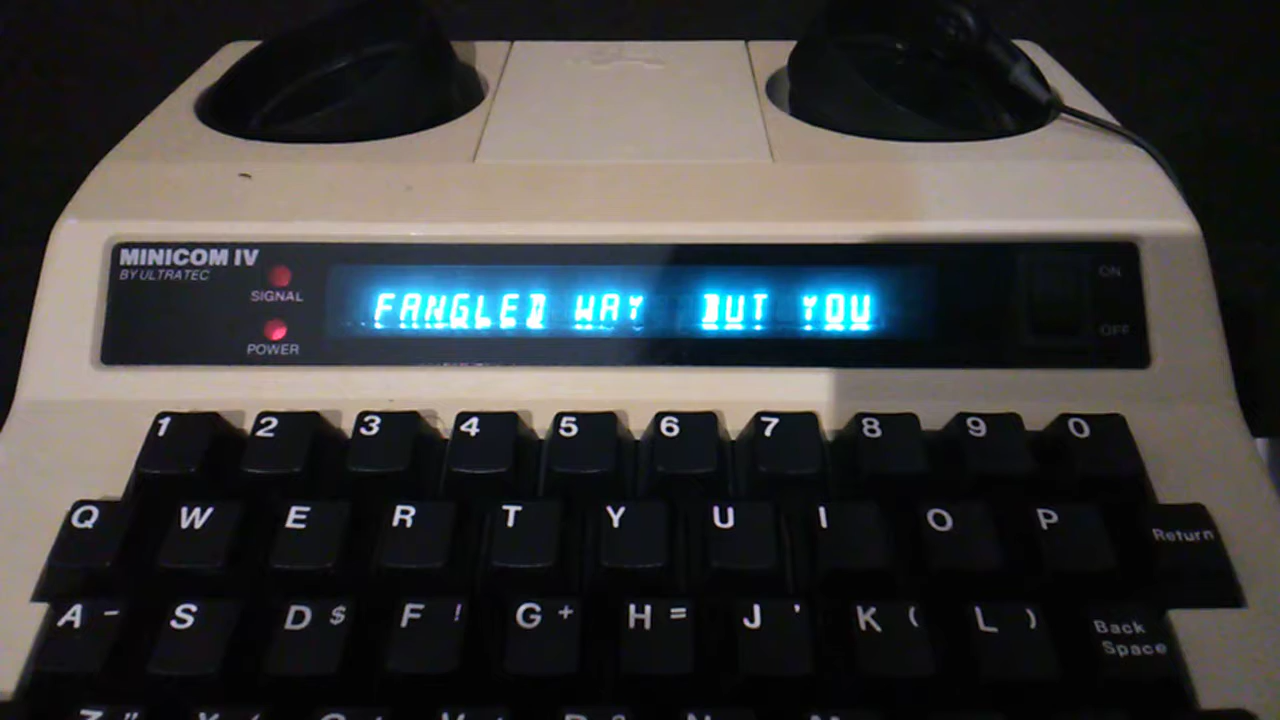 MINICOM IV
BY ULTRATEC
SIGNAL
POWER
FANGLED WAY  BUT YOU
ON
OFF
1 2 3 4 5 6 7 8 9 0
Q W E R T Y U I O P Return
A - S D $ F ! G + H = J ' K ( L ) Back Space